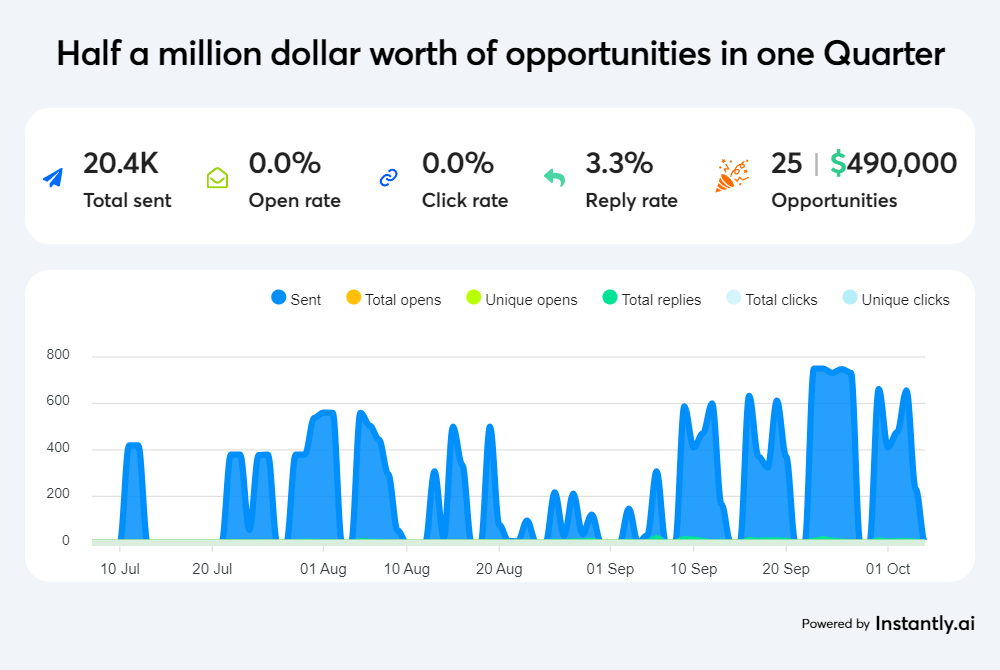 Half a million dollar worth of opportunities in one Quarter
20.4K
Total sent
0.0%
Open rate
0.0%
Click rate
3.3%
Reply rate
25 | $490,000
Opportunities
Sent Total opens Unique opens Total replies Total clicks Unique clicks
800
600
400
200
0
10 Jul 20 Jul 01 Aug 10 Aug 20 Aug 01 Sep 10 Sep 20 Sep 01 Oct
Powered by Instantly.ai